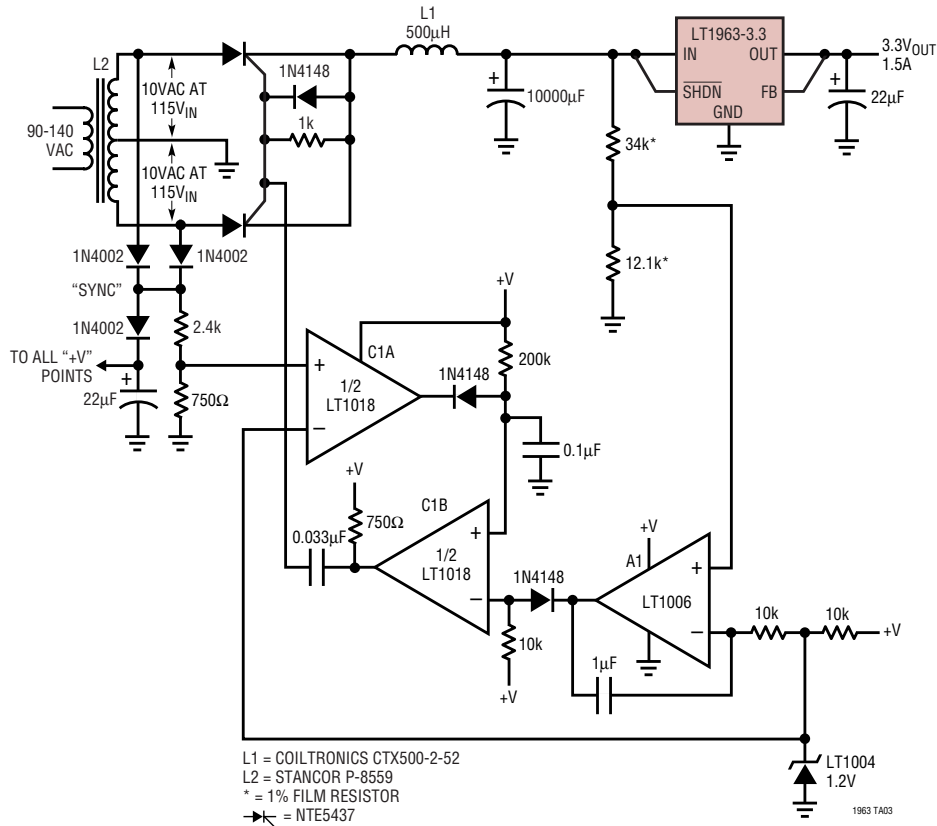 L1
500µH
LT1963-3.3
IN
OUT
SHDN
FB
GND
3.3VOUT
1.5A
L2
10VAC AT
115VIN
1N4148
1k
+
10000µF
+
22µF
90-140
VAC
10VAC AT
115VIN
34k*
12.1k*
1N4002
1N4002
"SYNC"
1N4002
2.4k
TO ALL "+V"
POINTS
+
22µF
750Ω
+V
C1A
+
1/2
LT1018
–
1N4148
200k
0.1µF
+V
750Ω
C1B
0.033µF
+
1/2
LT1018
–
1N4148
10k
+V
+V
A1
+
LT1006
–
10k
10k
+V
1µF
LT1004
1.2V
L1 = COILTRONICS CTX500-2-52
L2 = STANCOR P-8559
* = 1% FILM RESISTOR
= NTE5437
1963 TA03